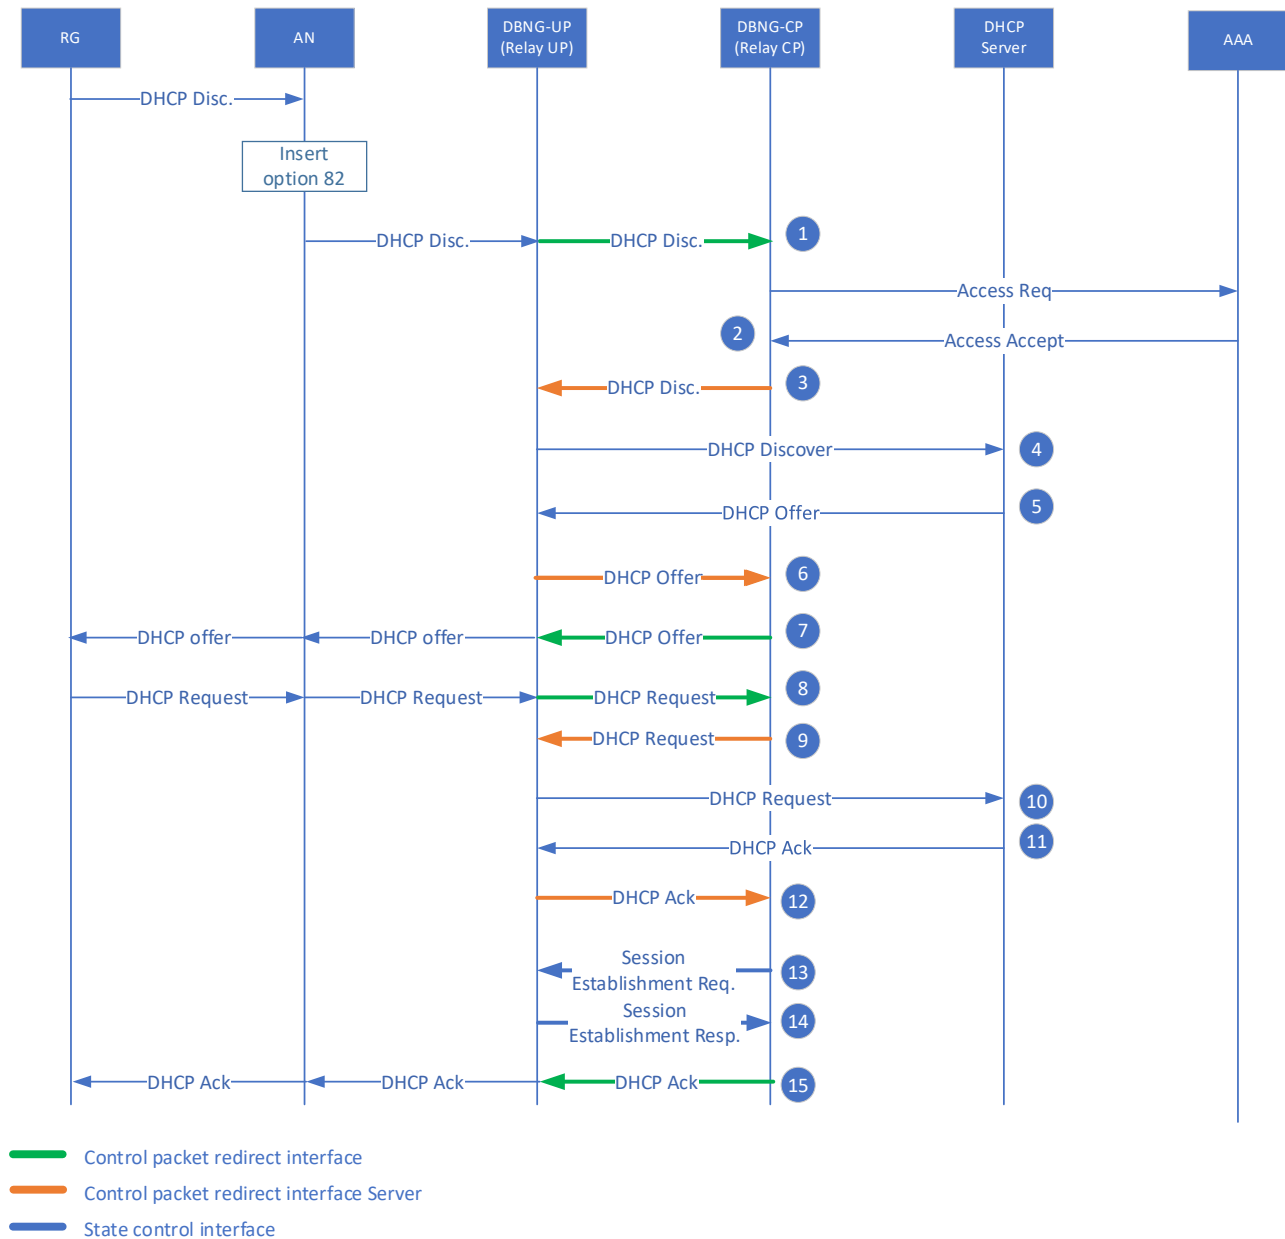 RG
AN
DBNG-UP
(Relay UP)
DBNG-CP
(Relay CP)
DHCP
Server
AAA
DHCP Disc.
Insert
option 82
DHCP Disc.
DHCP Disc.
1
Access Req
2
Access Accept
DHCP Disc.
3
DHCP Discover
4
DHCP Offer
5
DHCP Offer
6
DHCP offer
DHCP offer
DHCP Offer
7
DHCP Request
DHCP Request
DHCP Request
8
DHCP Request
9
DHCP Request
10
DHCP Ack
11
DHCP Ack
12
Session
Establishment Req.
13
Session
Establishment Resp.
14
DHCP Ack
DHCP Ack
DHCP Ack
15
Control packet redirect interface
Control packet redirect interface Server
State control interface